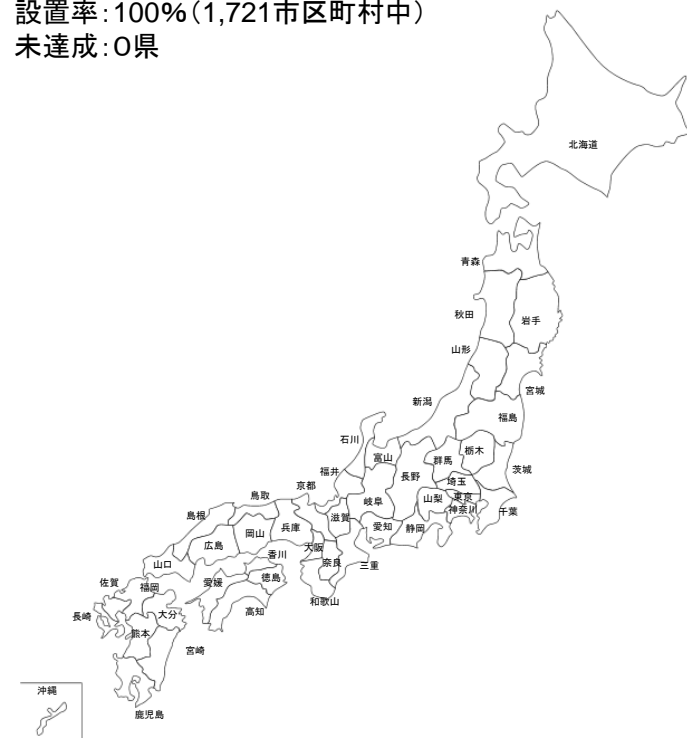 設置率：100%（1,721市区町村中）
未達成：0県
北海道
青森
秋田
岩手
山形
宮城
新潟
福島
石川
富山
群馬
栃木
福井
長野
茨城
埼玉
京都
岐阜
山梨
東京
鳥取
滋賀
神奈川
千葉
島根
岡山
兵庫
愛知
静岡
広島
大阪
香川
奈良
三重
山口
佐賀
福岡
愛媛
徳島
和歌山
長崎
大分
高知
熊本
宮崎
沖縄
鹿児島